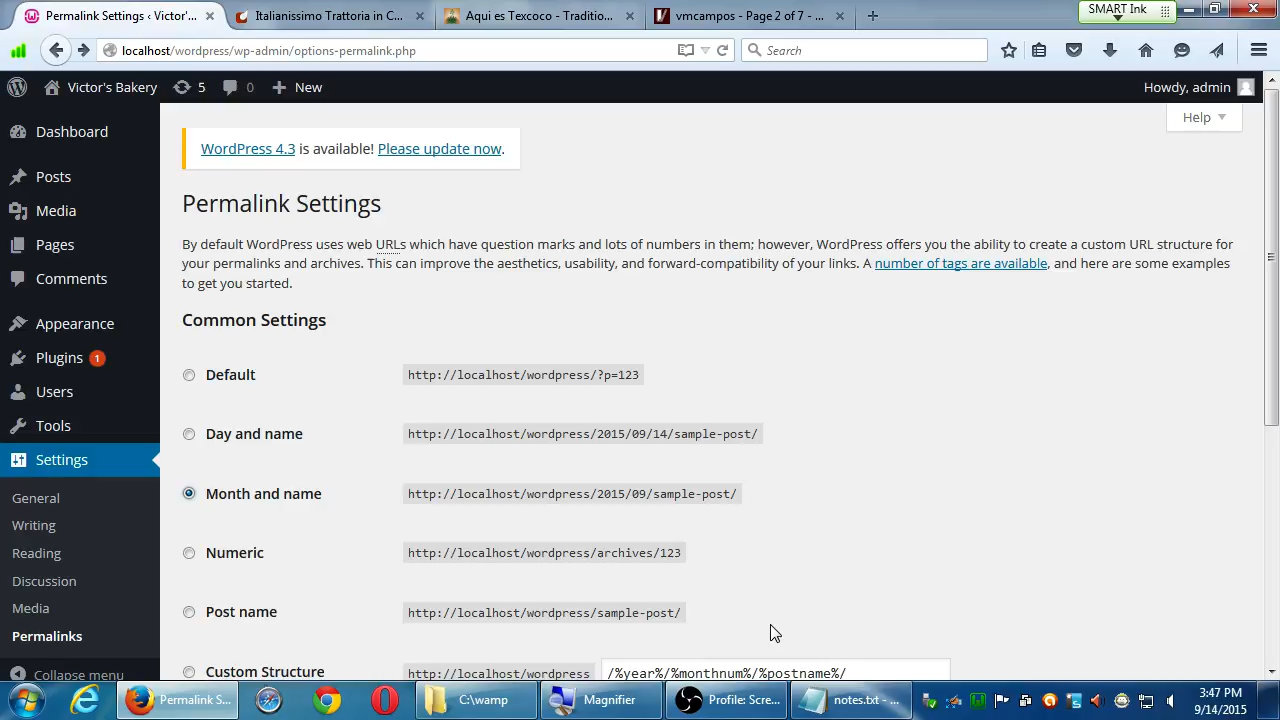 Permalink Settings ‹ Victor's...
Italianissimo Trattoria in C...
Aqui es Texcoco - Traditio...
vmcampos - Page 2 of 7 - ...
SMART Ink
localhost/wordpress/wp-admin/options-permalink.php
Search
Victor's Bakery
5
0
New
Howdy, admin
Dashboard
Posts
Media
Pages
Comments
Appearance
Plugins 1
Users
Tools
Settings
General
Writing
Reading
Discussion
Media
Permalinks
Collapse menu
Help
WordPress 4.3 is available! Please update now.
Permalink Settings
By default WordPress uses web URLs which have question marks and lots of numbers in them; however, WordPress offers you the ability to create a custom URL structure for
your permalinks and archives. This can improve the aesthetics, usability, and forward-compatibility of your links. A number of tags are available, and here are some examples
to get you started.
Common Settings
Default http://localhost/wordpress/?p=123
Day and name http://localhost/wordpress/2015/09/14/sample-post/
Month and name http://localhost/wordpress/2015/09/sample-post/
Numeric http://localhost/wordpress/archives/123
Post name http://localhost/wordpress/sample-post/
Custom Structure http://localhost/wordpress /%year%/%monthnum%/%postname%/
Permalink S...
C:\wamp
Magnifier
Profile: Scre...
notes.txt - ...
3:47 PM
9/14/2015